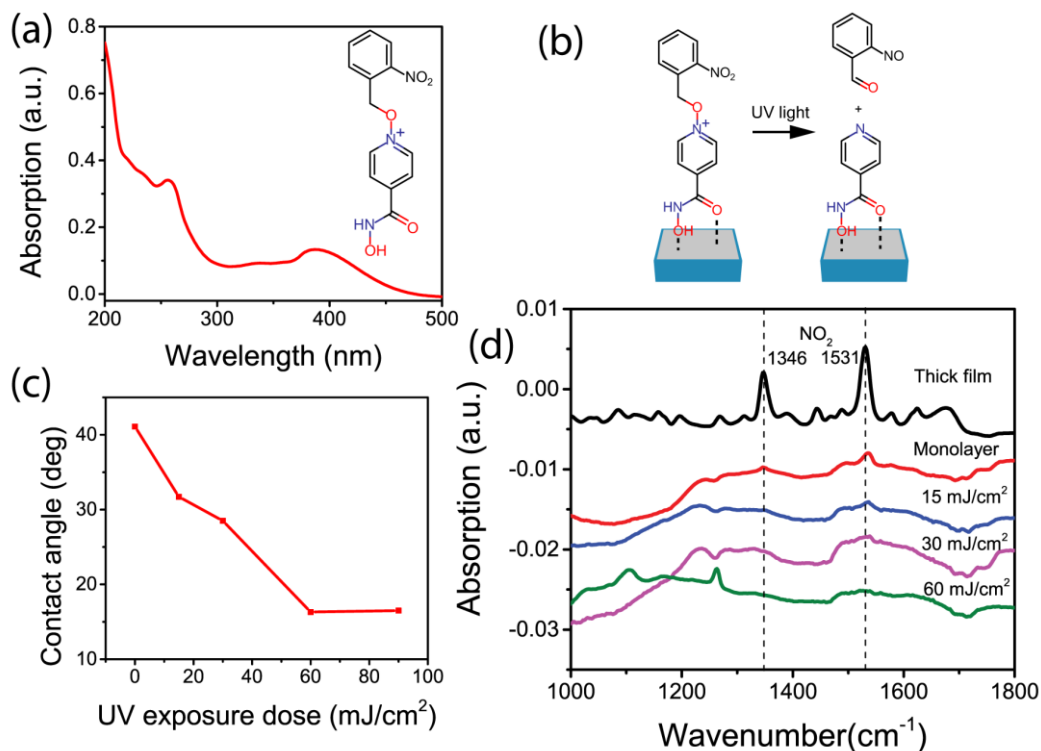 (a)
0.8
0.6
0.4
0.2
0.0
Absorption (a.u.)
200
300
400
500
Wavelength (nm)
NO2
O
N+
HN
O
OH
(b)
NO2
O
N+
HN
O
OH
UV light
NO
O
+
N
HN
O
OH
(c)
40
30
20
10
Contact angle (deg)
0
20
40
60
80
100
UV exposure dose (mJ/cm²)
(d)
0.01
0.00
-0.01
-0.02
-0.03
Absorption (a.u.)
NO2
1346 1531
Thick film
Monolayer
15 mJ/cm²
30 mJ/cm²
60 mJ/cm²
1000
1200
1400
1600
1800
Wavenumber(cm⁻¹)